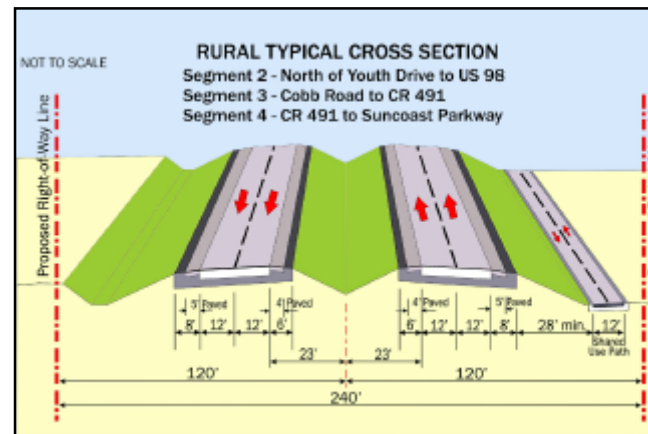 RURAL TYPICAL CROSS SECTION
NOT TO SCALE
Segment 2 - North of Youth Drive to US 98
Segment 3 - Cobb Road to CR 491
Segment 4 - CR 491 to Suncoast Parkway
Proposed Right-of-Way Line
5' Paved 4' Paved 4' Paved 5' Paved
8' 12' 12' 6' 6' 12' 12' 8' 28' min. 12'
Shared
Use Path
23' 23'
120' 120'
240'